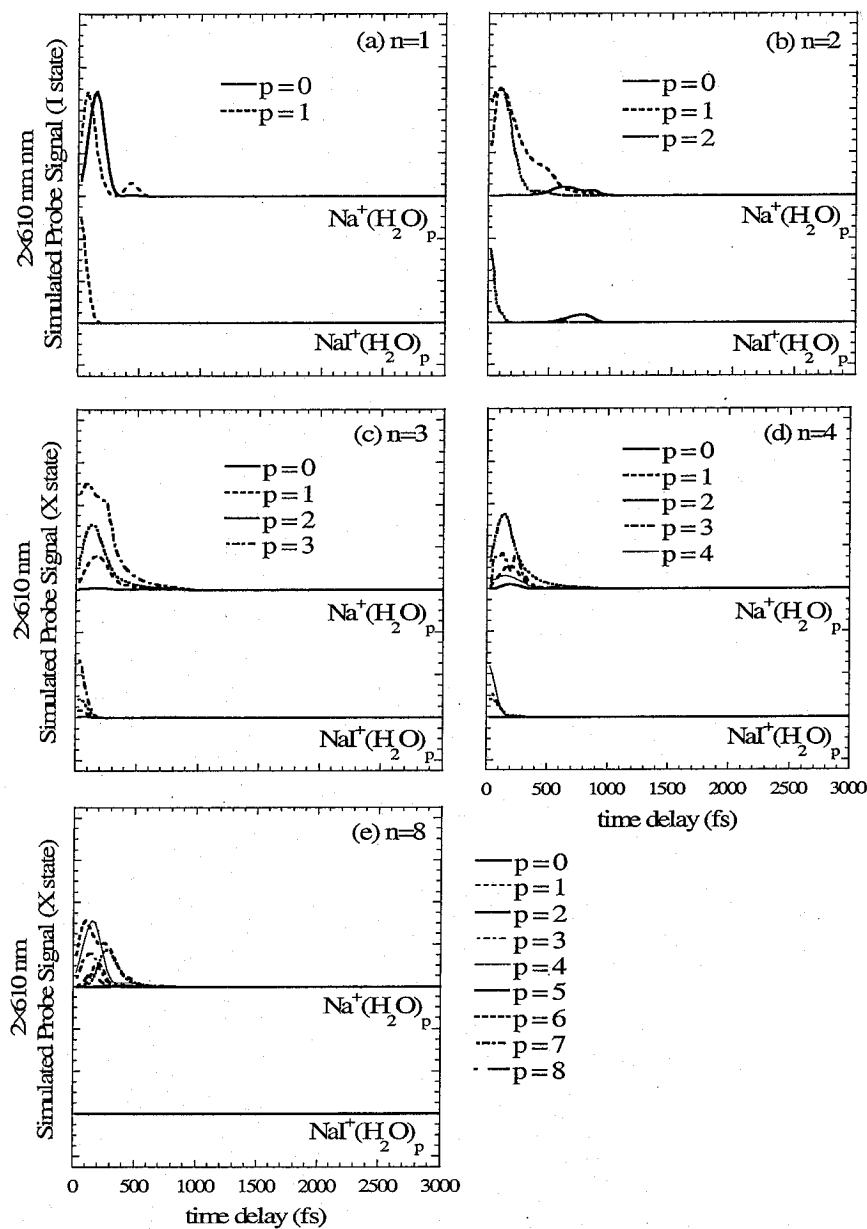 (a) n=1
p=0
p=1
Na⁺(H₂O)ₚ
NaI⁺(H₂O)ₚ
2×610 nm nm
Simulated Probe Signal (I state)
(b) n=2
p=0
p=1
p=2
Na⁺(H₂O)ₚ
NaI⁺(H₂O)ₚ
(c) n=3
p=0
p=1
p=2
p=3
Na⁺(H₂O)ₚ
NaI⁺(H₂O)ₚ
2×610 nm
Simulated Probe Signal (X state)
(d) n=4
p=0
p=1
p=2
p=3
p=4
Na⁺(H₂O)ₚ
NaI⁺(H₂O)ₚ
0 500 1000 1500 2000 2500 3000
time delay (fs)
(e) n=8
Na⁺(H₂O)ₚ
NaI⁺(H₂O)ₚ
2×610 nm
Simulated Probe Signal (X state)
0 500 1000 1500 2000 2500 3000
time delay (fs)
p=0
p=1
p=2
p=3
p=4
p=5
p=6
p=7
p=8